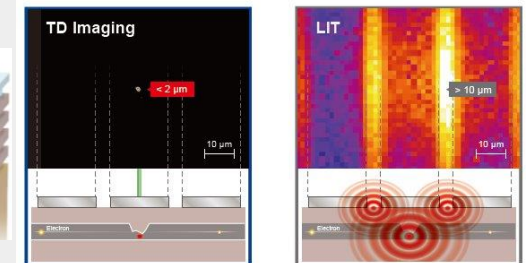 TD Imaging
< 2 µm
10 µm
Electron
LIT
> 10 µm
10 µm
Electron